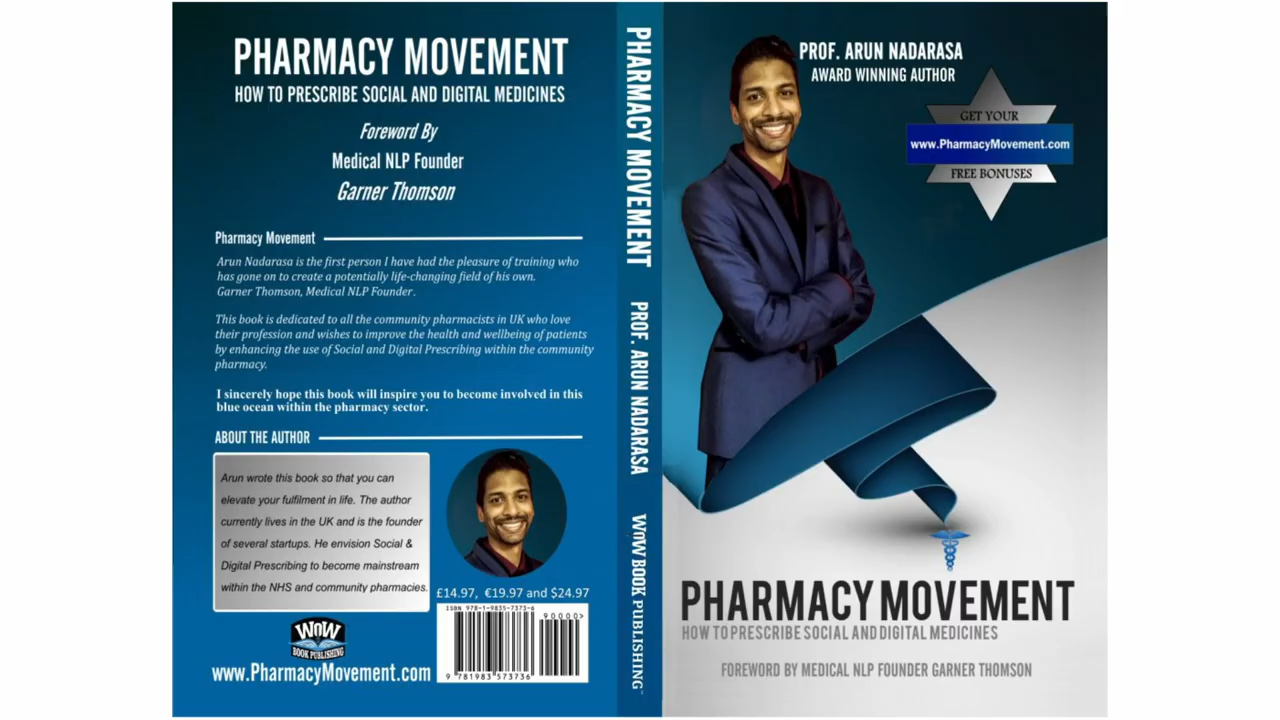 PHARMACY MOVEMENT
HOW TO PRESCRIBE SOCIAL AND DIGITAL MEDICINES
Foreword By
Medical NLP Founder
Garner Thomson
Pharmacy Movement
Arun Nadarasa is the first person I have had the pleasure of training who
has gone on to create a potentially life-changing field of his own.
Garner Thomson, Medical NLP Founder.
This book is dedicated to all the community pharmacists in UK who love
their profession and wishes to improve the health and wellbeing of patients
by enhancing the use of Social and Digital Prescribing within the community
pharmacy.
I sincerely hope this book will inspire you to become involved in this
blue ocean within the pharmacy sector.
ABOUT THE AUTHOR
Arun wrote this book so that you can
elevate your fulfilment in life. The author
currently lives in the UK and is the founder
of several startups. He envision Social &
Digital Prescribing to become mainstream
within the NHS and community pharmacies.
£14.97, €19.97 and $24.97
ISBN 978-1-9835-7373-6
90000>
9 781983 573736
WOW
BOOK PUBLISHING
www.PharmacyMovement.com
PHARMACY MOVEMENT
PROF. ARUN NADARASA
WOW BOOK PUBLISHING™
PROF. ARUN NADARASA
AWARD WINNING AUTHOR
GET YOUR
www.PharmacyMovement.com
FREE BONUSES
PHARMACY MOVEMENT
HOW TO PRESCRIBE SOCIAL AND DIGITAL MEDICINES
FOREWORD BY MEDICAL NLP FOUNDER GARNER THOMSON